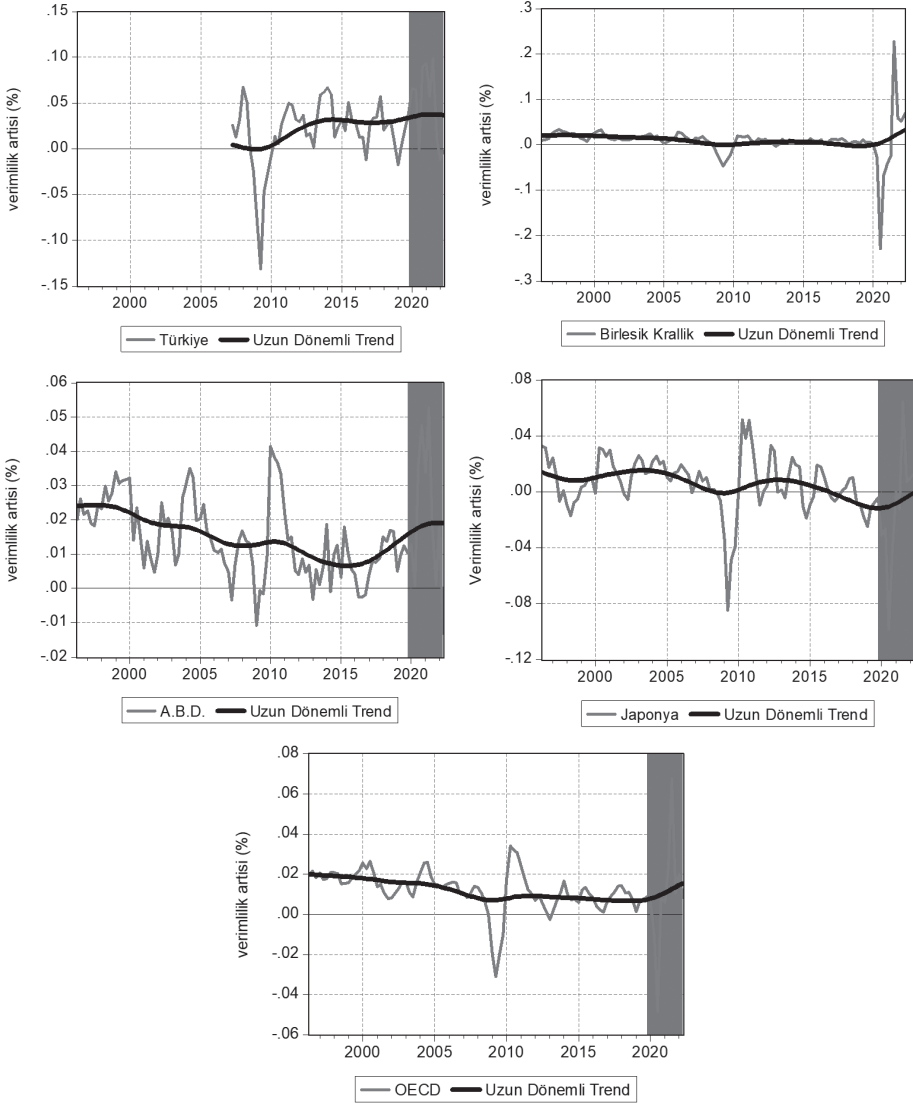 verimlilik artisi (%)
.15
.10
.05
.00
-.05
-.10
-.15
2000 2005 2010 2015 2020
Türkiye Uzun Dönemli Trend
verimlilik artisi (%)
.3
.2
.1
.0
-.1
-.2
-.3
2000 2005 2010 2015 2020
Birlesik Krallik Uzun Dönemli Trend
verimlilik artisi (%)
.06
.05
.04
.03
.02
.01
.00
-.01
-.02
2000 2005 2010 2015 2020
A.B.D. Uzun Dönemli Trend
Verimlilik artisi (%)
.08
.04
.00
-.04
-.08
-.12
2000 2005 2010 2015 2020
Japonya Uzun Dönemli Trend
verimlilik artisi (%)
.08
.06
.04
.02
.00
-.02
-.04
-.06
2000 2005 2010 2015 2020
OECD Uzun Dönemli Trend